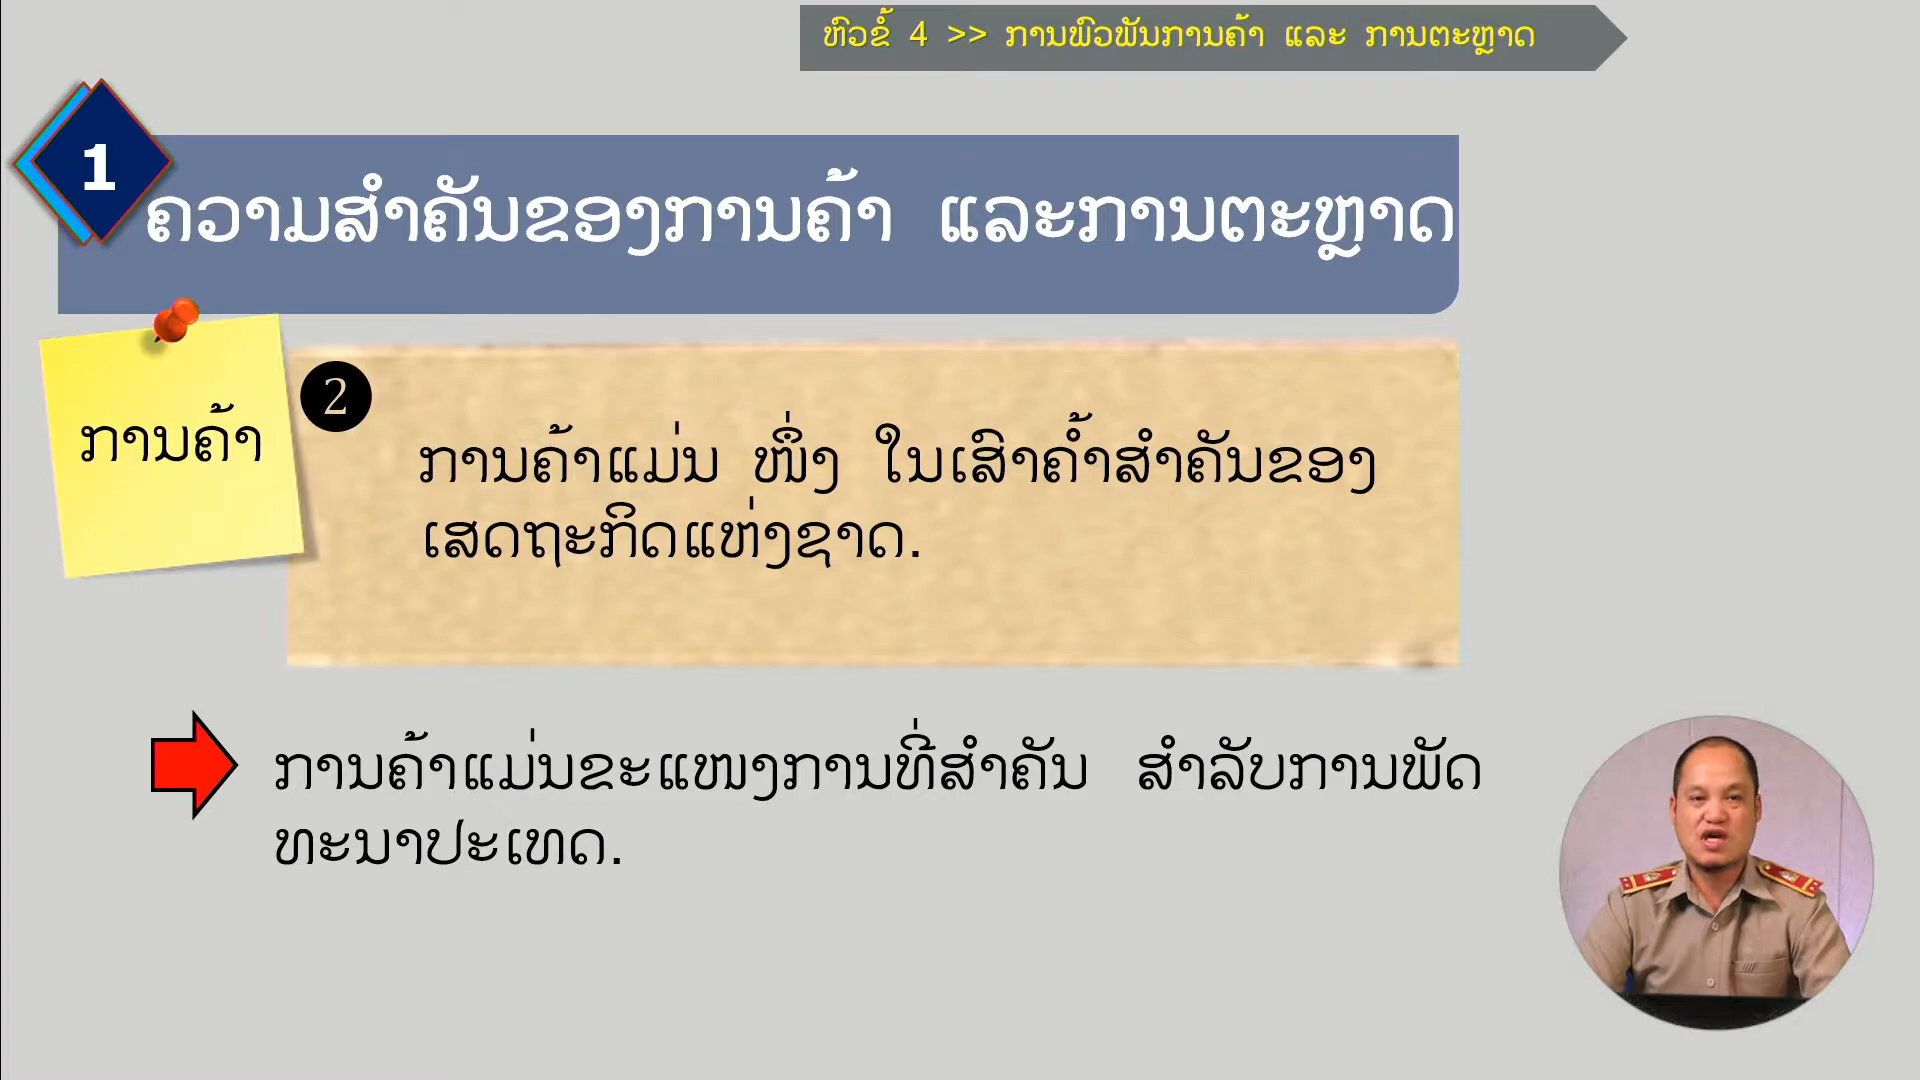 ຫົວຂໍ້ 4 >> ການພົວພັນການຄ້າ ແລະ ການຕະຫຼາດ
1
ຄວາມສຳຄັນຂອງການຄ້າ ແລະການຕະຫຼາດ
ການຄ້າ
2
ການຄ້າແມ່ນ ໜຶ່ງ ໃນເສົາຄ້ຳສຳຄັນຂອງ
ເສດຖະກິດແຫ່ງຊາດ.
ການຄ້າແມ່ນຂະແໜງການທີ່ສຳຄັນ ສຳລັບການພັດ
ທະນາປະເທດ.